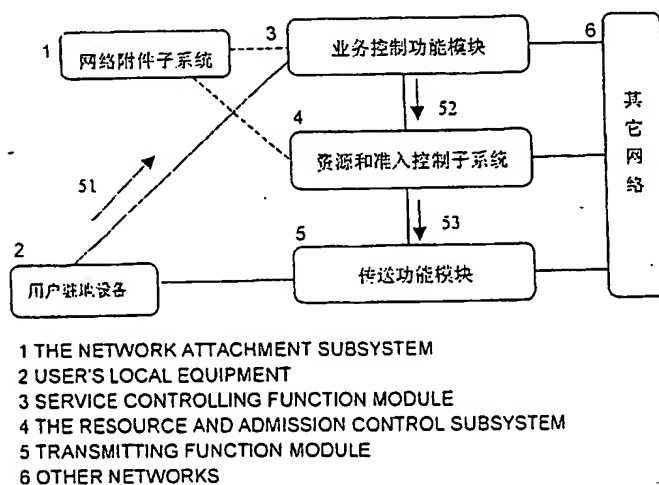 3
业务控制功能模块
6
1
网络附件子系统
其它网络
52
4
资源和准入控制子系统
51
53
5
传送功能模块
2
用户驻地设备
1 THE NETWORK ATTACHMENT SUBSYSTEM
2 USER'S LOCAL EQUIPMENT
3 SERVICE CONTROLLING FUNCTION MODULE
4 THE RESOURCE AND ADMISSION CONTROL SUBSYSTEM
5 TRANSMITTING FUNCTION MODULE
6 OTHER NETWORKS